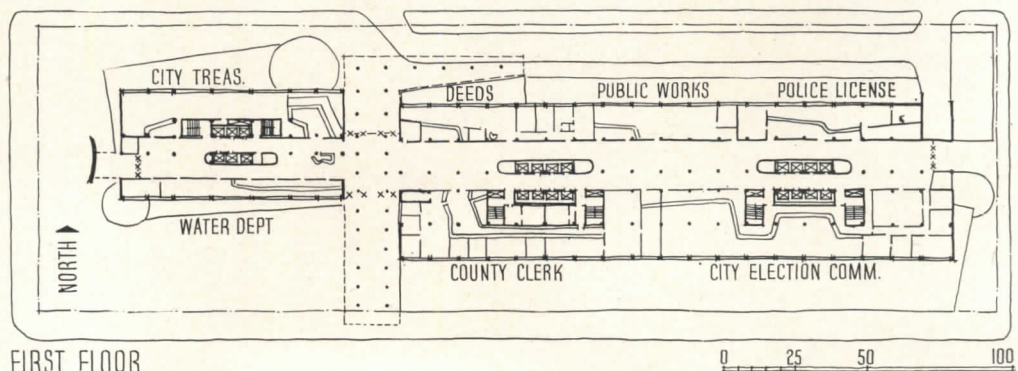 CITY TREAS.
DEEDS
PUBLIC WORKS
POLICE LICENSE
WATER DEPT
COUNTY CLERK
CITY ELECTION COMM.
NORTH
FIRST FLOOR
0 25 50 100